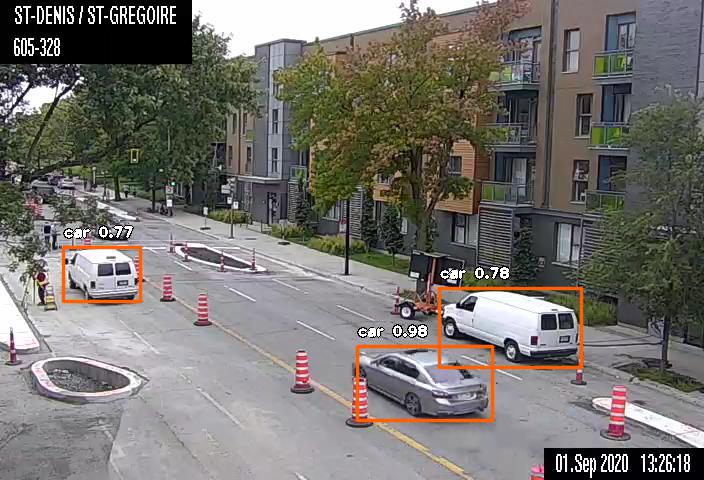 ST-DENIS / ST-GREGOIRE
605-328
car 0.77
car 0.78
car 0.98
01.Sep 2020 13:26:18